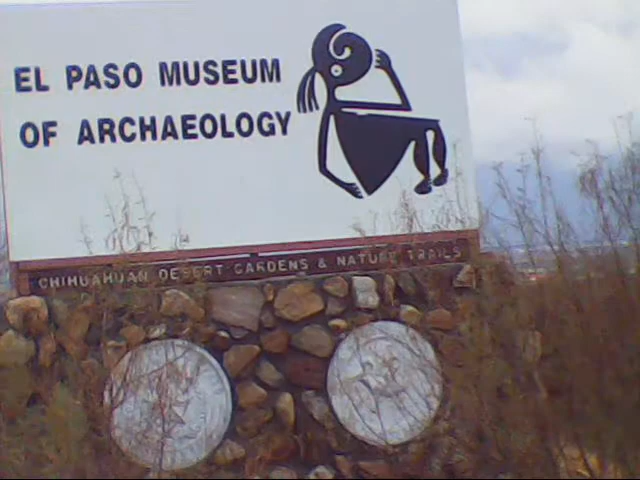 EL PASO MUSEUM
OF ARCHAEOLOGY
CHIHUAHUAN DESERT GARDENS & NATURE TRAILS